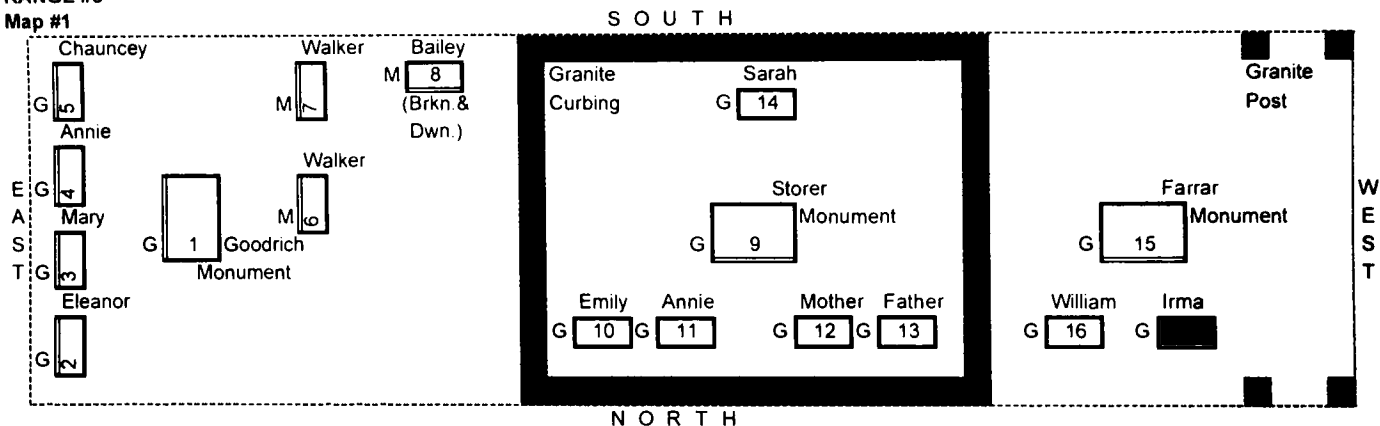 Map #1
SOUTH
Chauncey
Walker
Bailey
G 5
M 7
M 8
(Brkn.&
Dwn.)
Granite
Curbing
Sarah
G 14
Granite
Post
Annie
G 4
Walker
M 6
EAST
Mary
G 3
G 1 Goodrich
Monument
Storer
Monument
G 9
Farrar
Monument
G 15
WEST
Eleanor
G 2
Emily
G 10
Annie
G 11
Mother
G 12
Father
G 13
William
G 16
Irma
G
NORTH